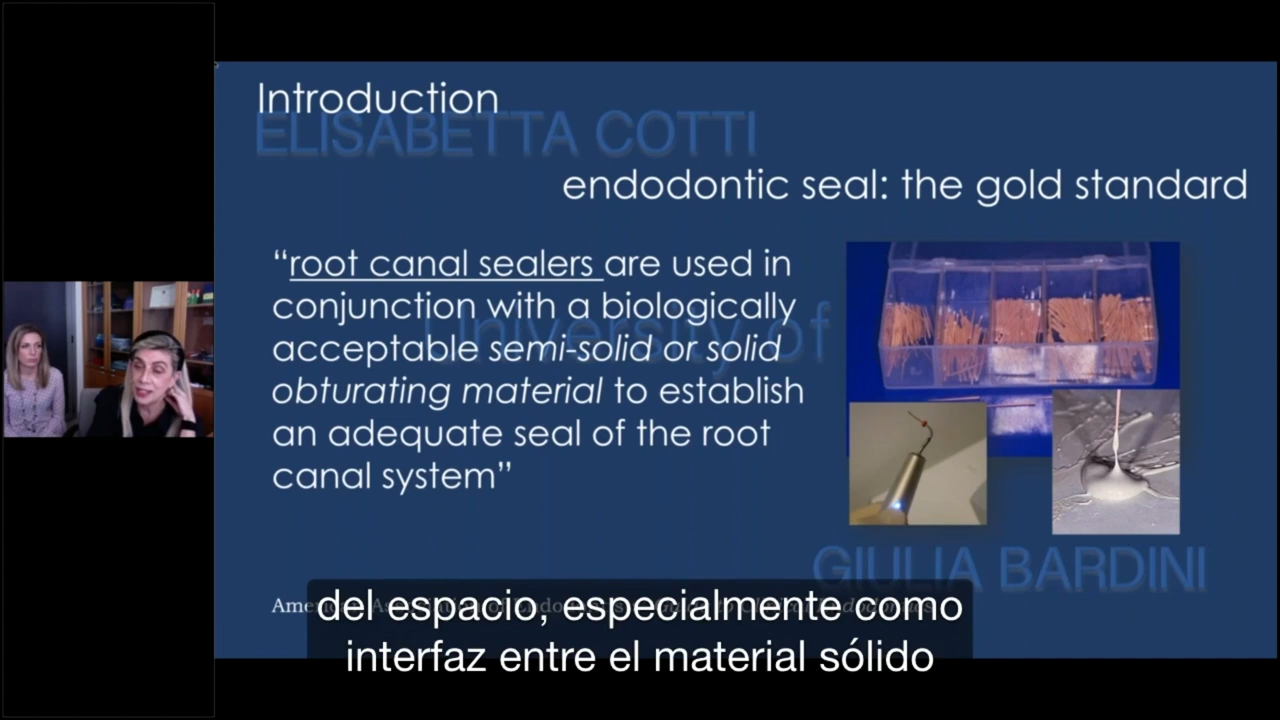 Introduction
ELISABETTA COTTI
endodontic seal: the gold standard
“root canal sealers are used in
conjunction with a biologically
acceptable semi-solid or solid
University of
obturating material to establish
an adequate seal of the root
canal system”
GIULIA BARDINI
del espacio, especialmente como
interfaz entre el material sólido